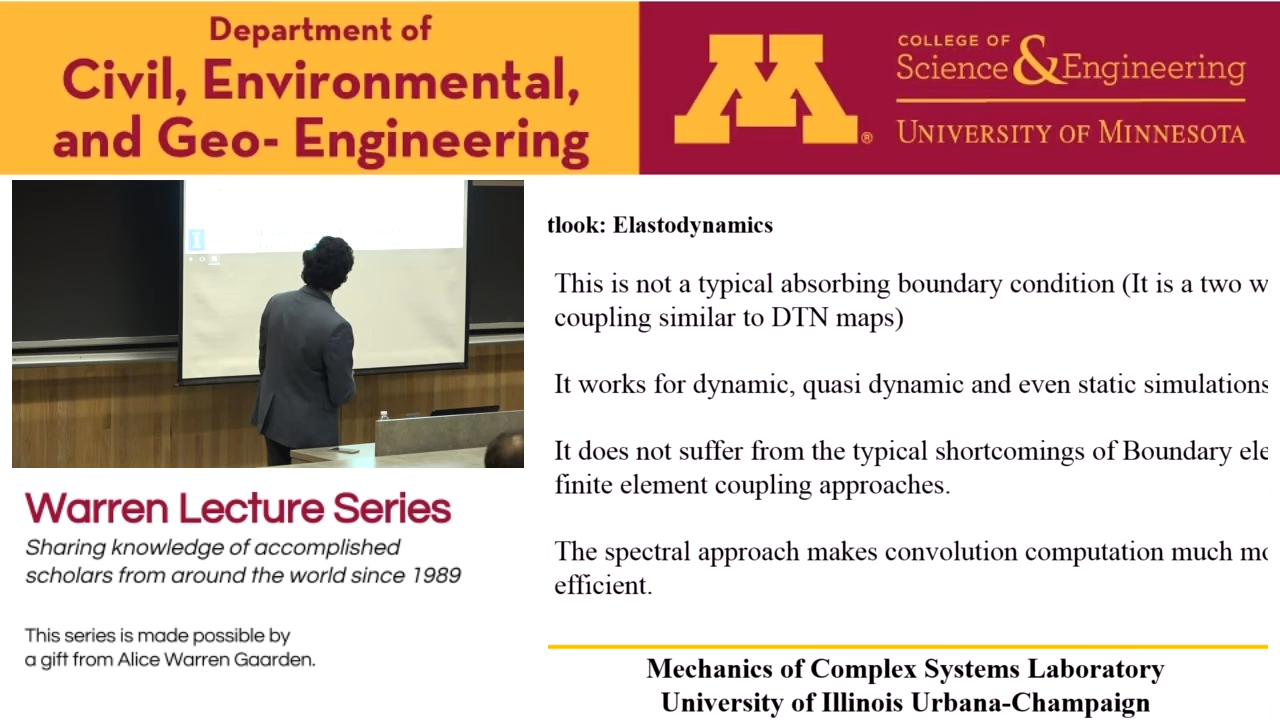 Department of
Civil, Environmental,
and Geo- Engineering
M®
COLLEGE OF
Science & Engineering
UNIVERSITY OF MINNESOTA
I
Warren Lecture Series
Sharing knowledge of accomplished
scholars from around the world since 1989
This series is made possible by
a gift from Alice Warren Gaarden.
tlook: Elastodynamics
This is not a typical absorbing boundary condition (It is a two w
coupling similar to DTN maps)
It works for dynamic, quasi dynamic and even static simulations
It does not suffer from the typical shortcomings of Boundary ele
finite element coupling approaches.
The spectral approach makes convolution computation much mo
efficient.
Mechanics of Complex Systems Laboratory
University of Illinois Urbana-Champaign